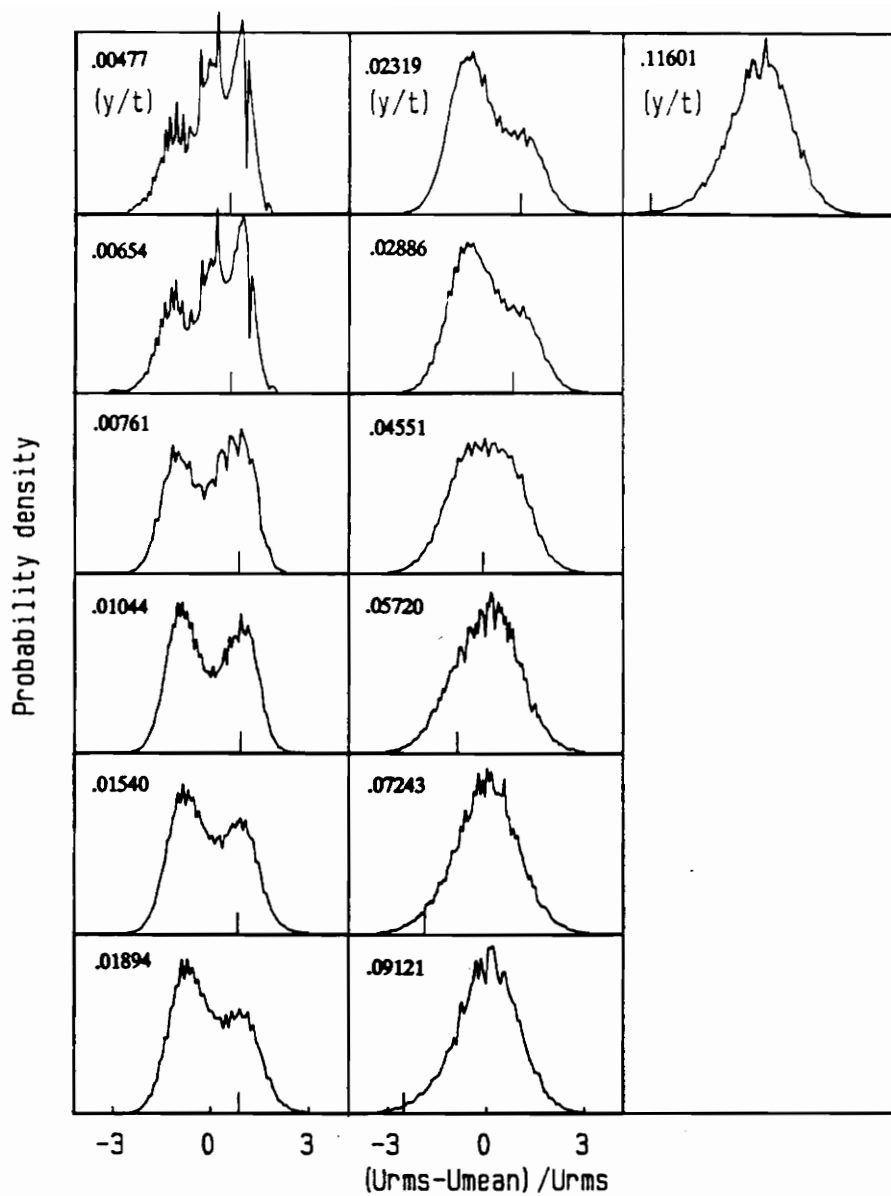 .00477
(y/t)
.02319
(y/t)
.11601
(y/t)
.00654
.02886
.00761
.04551
.01044
.05720
.01540
.07243
.01894
.09121
Probability density
-3 0 3 -3 0 3
(Urms-Umean)/Urms